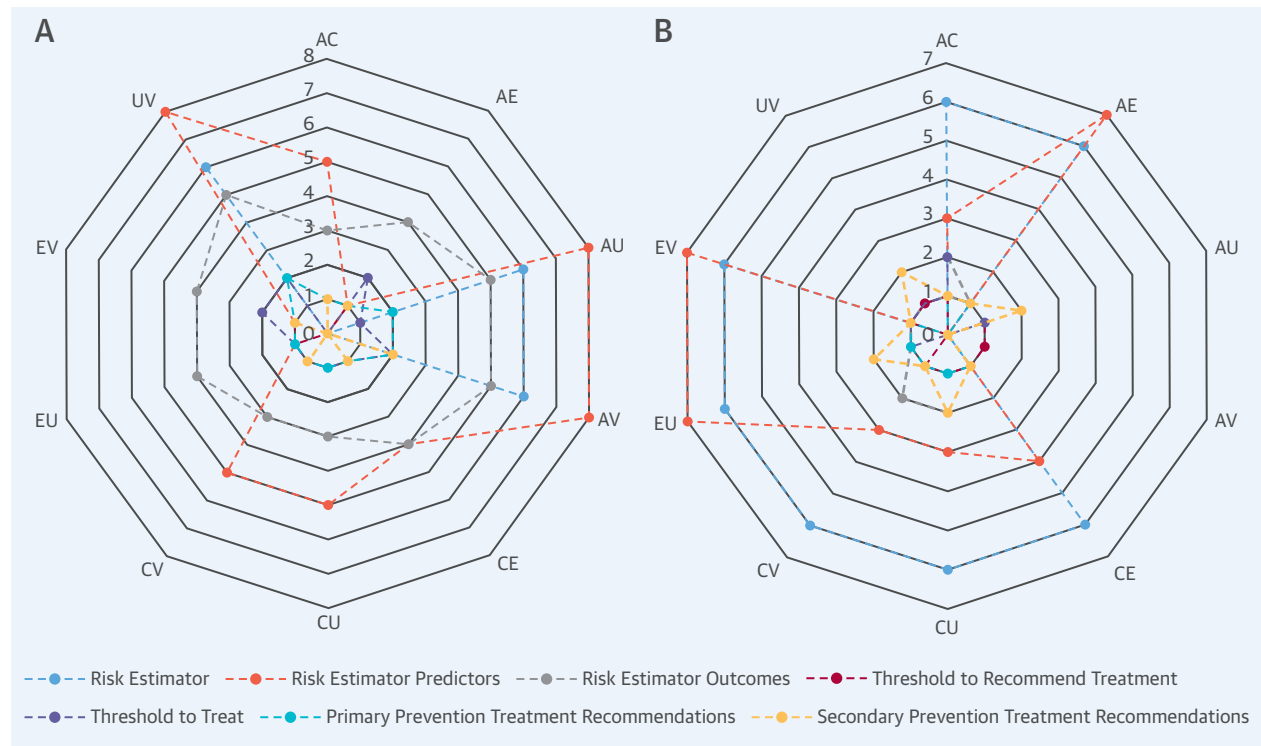 A
B
AC
AE
AU
AV
CE
CU
CV
EU
EV
UV
8
7
6
5
4
3
2
1
0
AC
AE
AU
AV
CE
CU
CV
EU
EV
UV
7
6
5
4
3
2
1
0
Risk Estimator Risk Estimator Predictors Risk Estimator Outcomes Threshold to Recommend Treatment
Threshold to Treat Primary Prevention Treatment Recommendations Secondary Prevention Treatment Recommendations